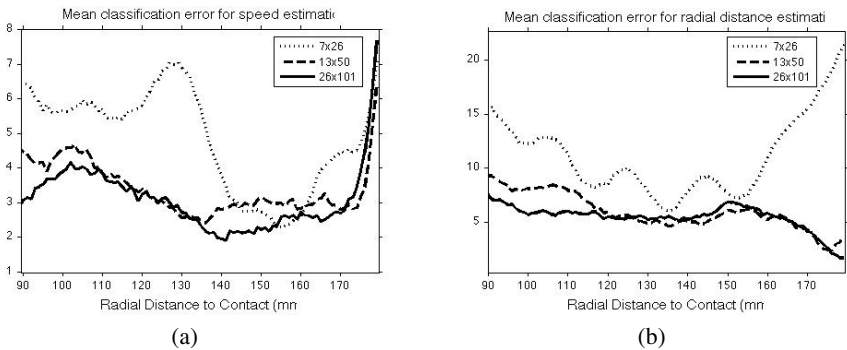 Mean classification error for speed estimati
8
7
6
5
4
3
2
1
7x26
13x50
26x101
90 100 110 120 130 140 150 160 170
Radial Distance to Contact (mm
(a)
Mean classification error for radial distance estimati
20
15
10
5
7x26
13x50
26x101
90 100 110 120 130 140 150 160 170
Radial Distance to Contact (mm
(b)